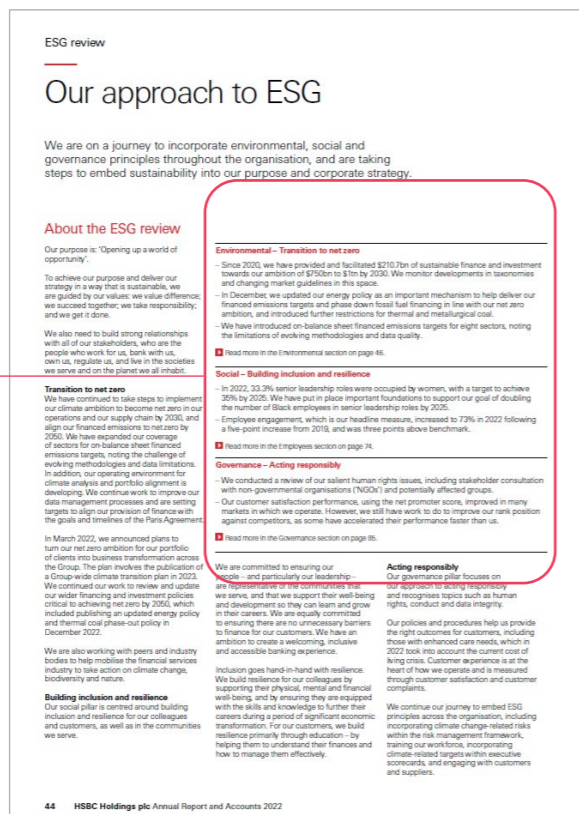 ESG review
Our approach to ESG
We are on a journey to incorporate environmental, social and
governance principles throughout the organisation, and are taking
steps to embed sustainability into our purpose and corporate strategy.
About the ESG review
Our purpose is: ‘Opening up a world of
opportunity’.
To achieve our purpose and deliver our
strategy in a way that is sustainable, we
are guided by our values: we value difference;
we succeed together; we take responsibility;
and we get it done.
We also need to build strong relationships
with all of our stakeholders, who are the
people who work for us, bank with us,
own us, regulate us, and live in the societies
we serve and on the planet we all inhabit.
Transition to net zero
We have continued to take steps to implement
our climate ambition to become net zero in our
operations and our supply chain by 2030, and
align our financed emissions to net zero by
2050. We have expanded our coverage
of sectors for on-balance sheet financed
emissions targets, noting the challenge of
evolving methodologies and data limitations.
In addition, our operating environment for
climate analysis and portfolio alignment is
developing. We continue work to improve our
data management processes and are setting
targets to align our provision of finance with
the goals and timelines of the Paris Agreement.
In March 2022, we announced plans to
turn our net zero ambition for our portfolio
of clients into business transformation across
the Group. The plan involves the publication of
a Group-wide climate transition plan in 2023.
We continued our work to review and update
our wider financing and investment policies
critical to achieving net zero by 2050, which
included publishing an updated energy policy
and thermal coal phase-out policy in
December 2022.
We are also working with peers and industry
bodies to help mobilise the financial services
industry to take action on climate change,
biodiversity and nature.
Building inclusion and resilience
Our social pillar is centred around building
inclusion and resilience for our colleagues
and customers, as well as in the communities
we serve.
Environmental – Transition to net zero
– Since 2020, we have provided and facilitated $210.7bn of sustainable finance and investment
towards our ambition of $750bn to $1tn by 2030. We monitor developments in taxonomies
and changing market guidelines in this space.
– In December, we updated our energy policy as an important mechanism to help deliver our
financed emissions targets and phase down fossil fuel financing in line with our net zero
ambition, and introduced further restrictions for thermal and metallurgical coal.
– We have introduced on-balance sheet financed emissions targets for eight sectors, noting
the limitations of evolving methodologies and data quality.
Read more in the Environmental section on page 46.
Social – Building inclusion and resilience
– In 2022, 33.3% senior leadership roles were occupied by women, with a target to achieve
35% by 2025. We have put in place important foundations to support our goal of doubling
the number of Black employees in senior leadership roles by 2025.
– Employee engagement, which is our headline measure, increased to 73% in 2022 following
a five-point increase from 2019, and was three points above benchmark.
Read more in the Employees section on page 74.
Governance – Acting responsibly
– We conducted a review of our salient human rights issues, including stakeholder consultation
with non-governmental organisations (‘NGOs’) and potentially affected groups.
– Our customer satisfaction performance, using the net promoter score, improved in many
markets in which we operate. However, we still have work to do to improve our rank position
against competitors, as some have accelerated their performance faster than us.
Read more in the Governance section on page 85.
We are committed to ensuring our
people – and particularly our leadership –
are representative of the communities that
we serve, and that we support their well-being
and development so they can learn and grow
in their careers. We are equally committed
to ensuring there are no unnecessary barriers
to finance for our customers. We have an
ambition to create a welcoming, inclusive
and accessible banking experience.
Inclusion goes hand-in-hand with resilience.
We build resilience for our colleagues by
supporting their physical, mental and financial
well-being, and by ensuring they are equipped
with the skills and knowledge to further their
careers during a period of significant economic
transformation. For our customers, we build
resilience primarily through education – by
helping them to understand their finances and
how to manage them effectively.
Acting responsibly
Our governance pillar focuses on
our approach to acting responsibly
and recognises topics such as human
rights, conduct and data integrity.
Our policies and procedures help us provide
the right outcomes for customers, including
those with enhanced care needs, which in
2022 took into account the current cost of
living crisis. Customer experience is at the
heart of how we operate and is measured
through customer satisfaction and customer
complaints.
We continue our journey to embed ESG
principles across the organisation, including
incorporating climate change-related risks
within the risk management framework,
training our workforce, incorporating
climate-related targets within executive
scorecards, and engaging with customers
and suppliers.
44 HSBC Holdings plc Annual Report and Accounts 2022